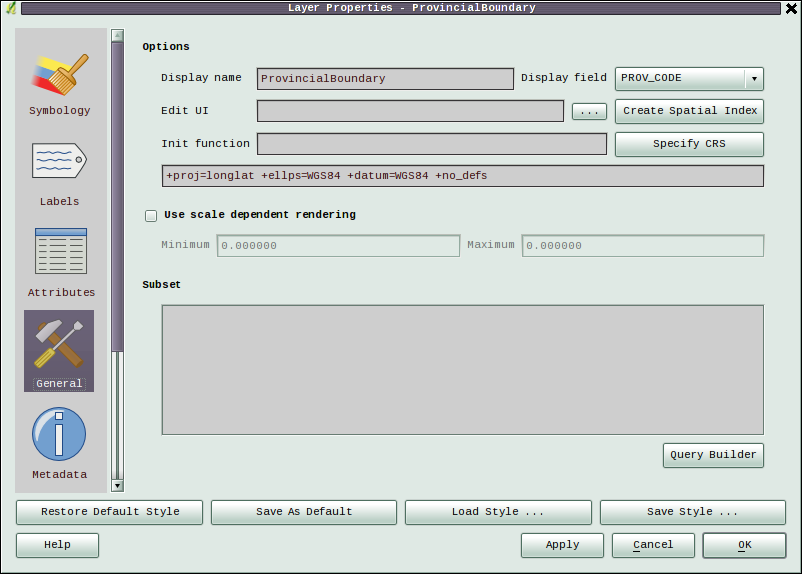 Layer Properties - ProvincialBoundary
Symbology
Labels
Attributes
General
Metadata
Options
Display name ProvincialBoundary Display field PROV_CODE
Edit UI ... Create Spatial Index
Init function Specify CRS
+proj=longlat +ellps=WGS84 +datum=WGS84 +no_defs
Use scale dependent rendering
Minimum 0.000000 Maximum 0.000000
Subset
Query Builder
Restore Default Style Save As Default Load Style ... Save Style ...
Help Apply Cancel OK